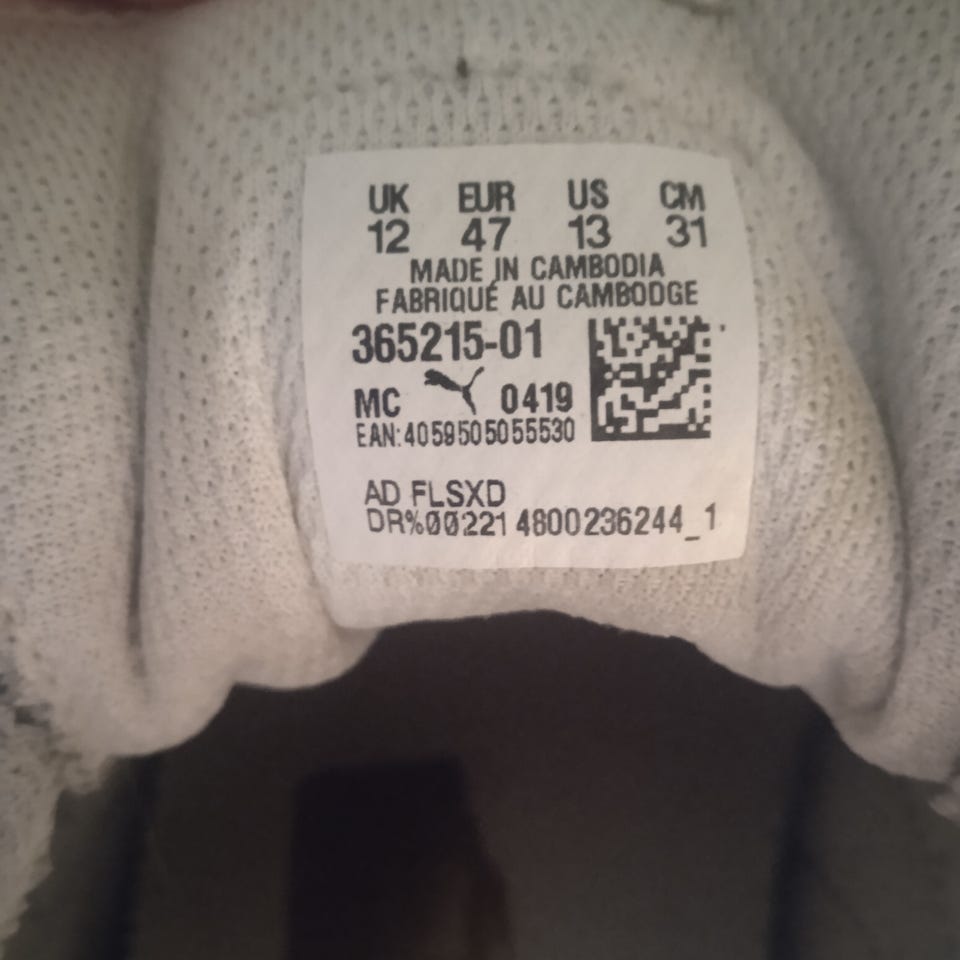 UK EUR US CM
12 47 13 31
MADE IN CAMBODIA
FABRIQUÉ AU CAMBODGE
365215-01
MC 0419
EAN:4059505055530
AD FLSXD
DR%00221 4800236244_1